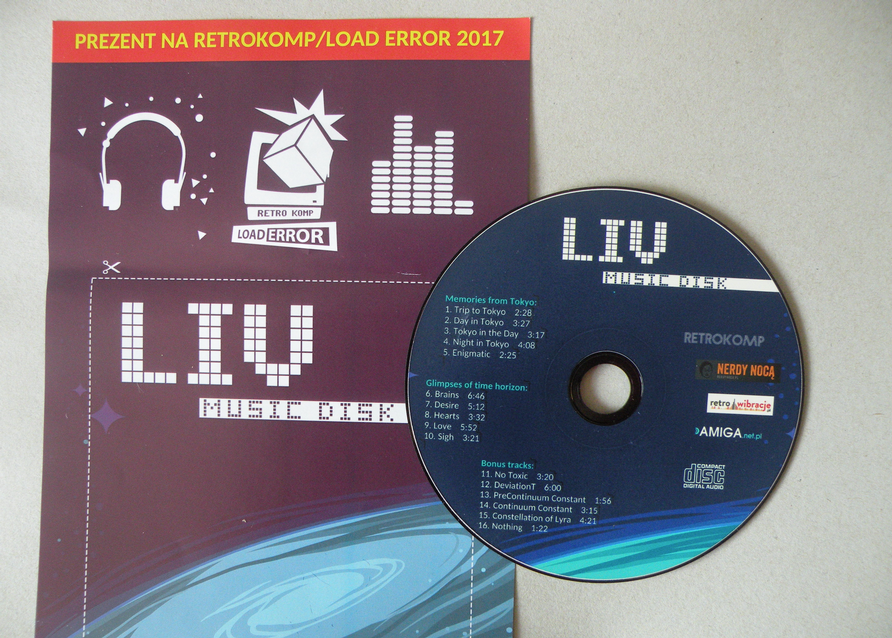 PREZENT NA RETROKOMP/LOAD ERROR 2017
RETRO KOMP
LOAD ERROR
LIV
MUSIC DISK
LIV
MUSIC DISK
Memories from Tokyo:
1. Trip to Tokyo 2:28
2. Day in Tokyo 3:27
3. Tokyo in the Day 3:17
4. Night in Tokyo 4:08
5. Enigmatic 2:25
Glimpses of time horizon:
6. Brains 6:46
7. Desire 5:12
8. Hearts 3:32
9. Love 5:52
10. Sigh 3:21
Bonus tracks:
11. No Toxic 3:20
12. DeviationT 6:00
13. PreContinuum Constant 1:56
14. Continuum Constant 3:15
15. Constellation of Lyra 4:21
16. Nothing 1:22
RETROKOMP
NERDY NOCĄ
retro wibracje
AMIGA.net.pl
COMPACT
disc
DIGITAL AUDIO